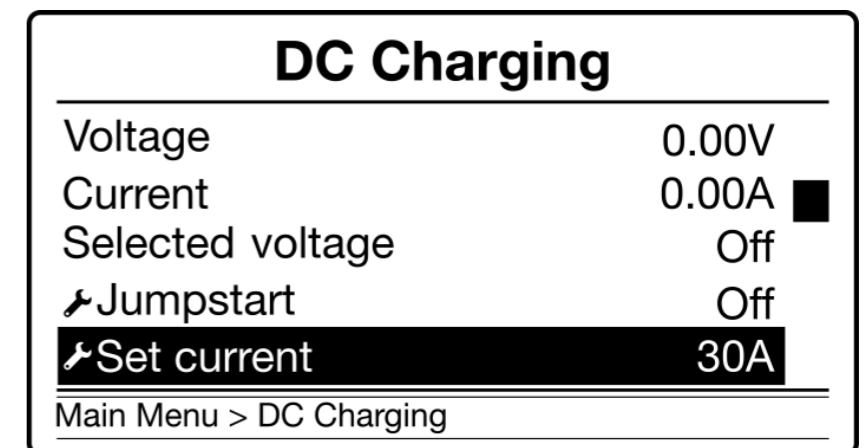 DC Charging
Voltage 0.00V
Current 0.00A
Selected voltage Off
Jumpstart Off
Set current 30A
Main Menu > DC Charging